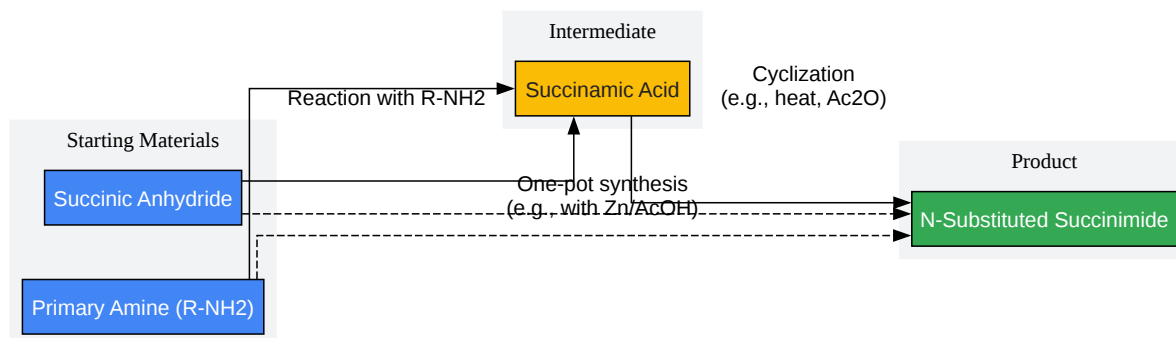 Intermediate
Succinamic Acid
Cyclization
(e.g., heat, Ac2O)
Reaction with R-NH2
Starting Materials
Succinic Anhydride
One-pot synthesis
(e.g., with Zn/AcOH)
Product
N-Substituted Succinimide
Primary Amine (R-NH2)